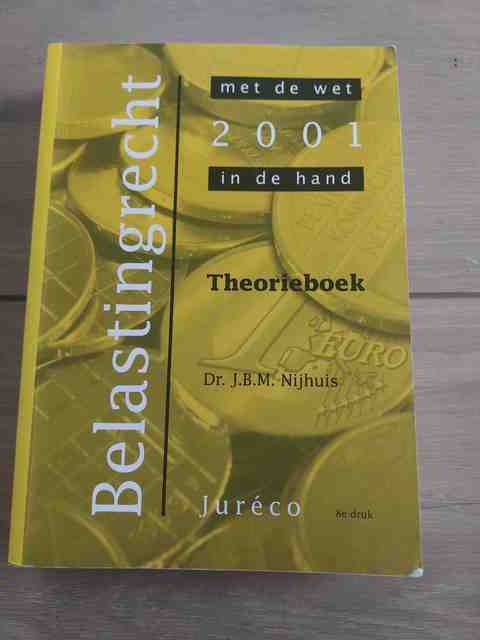 Belastingrecht
met de wet
2001
in de hand
Theorieboek
EURO
Dr. J.B.M. Nijhuis
Juréco
8e druk